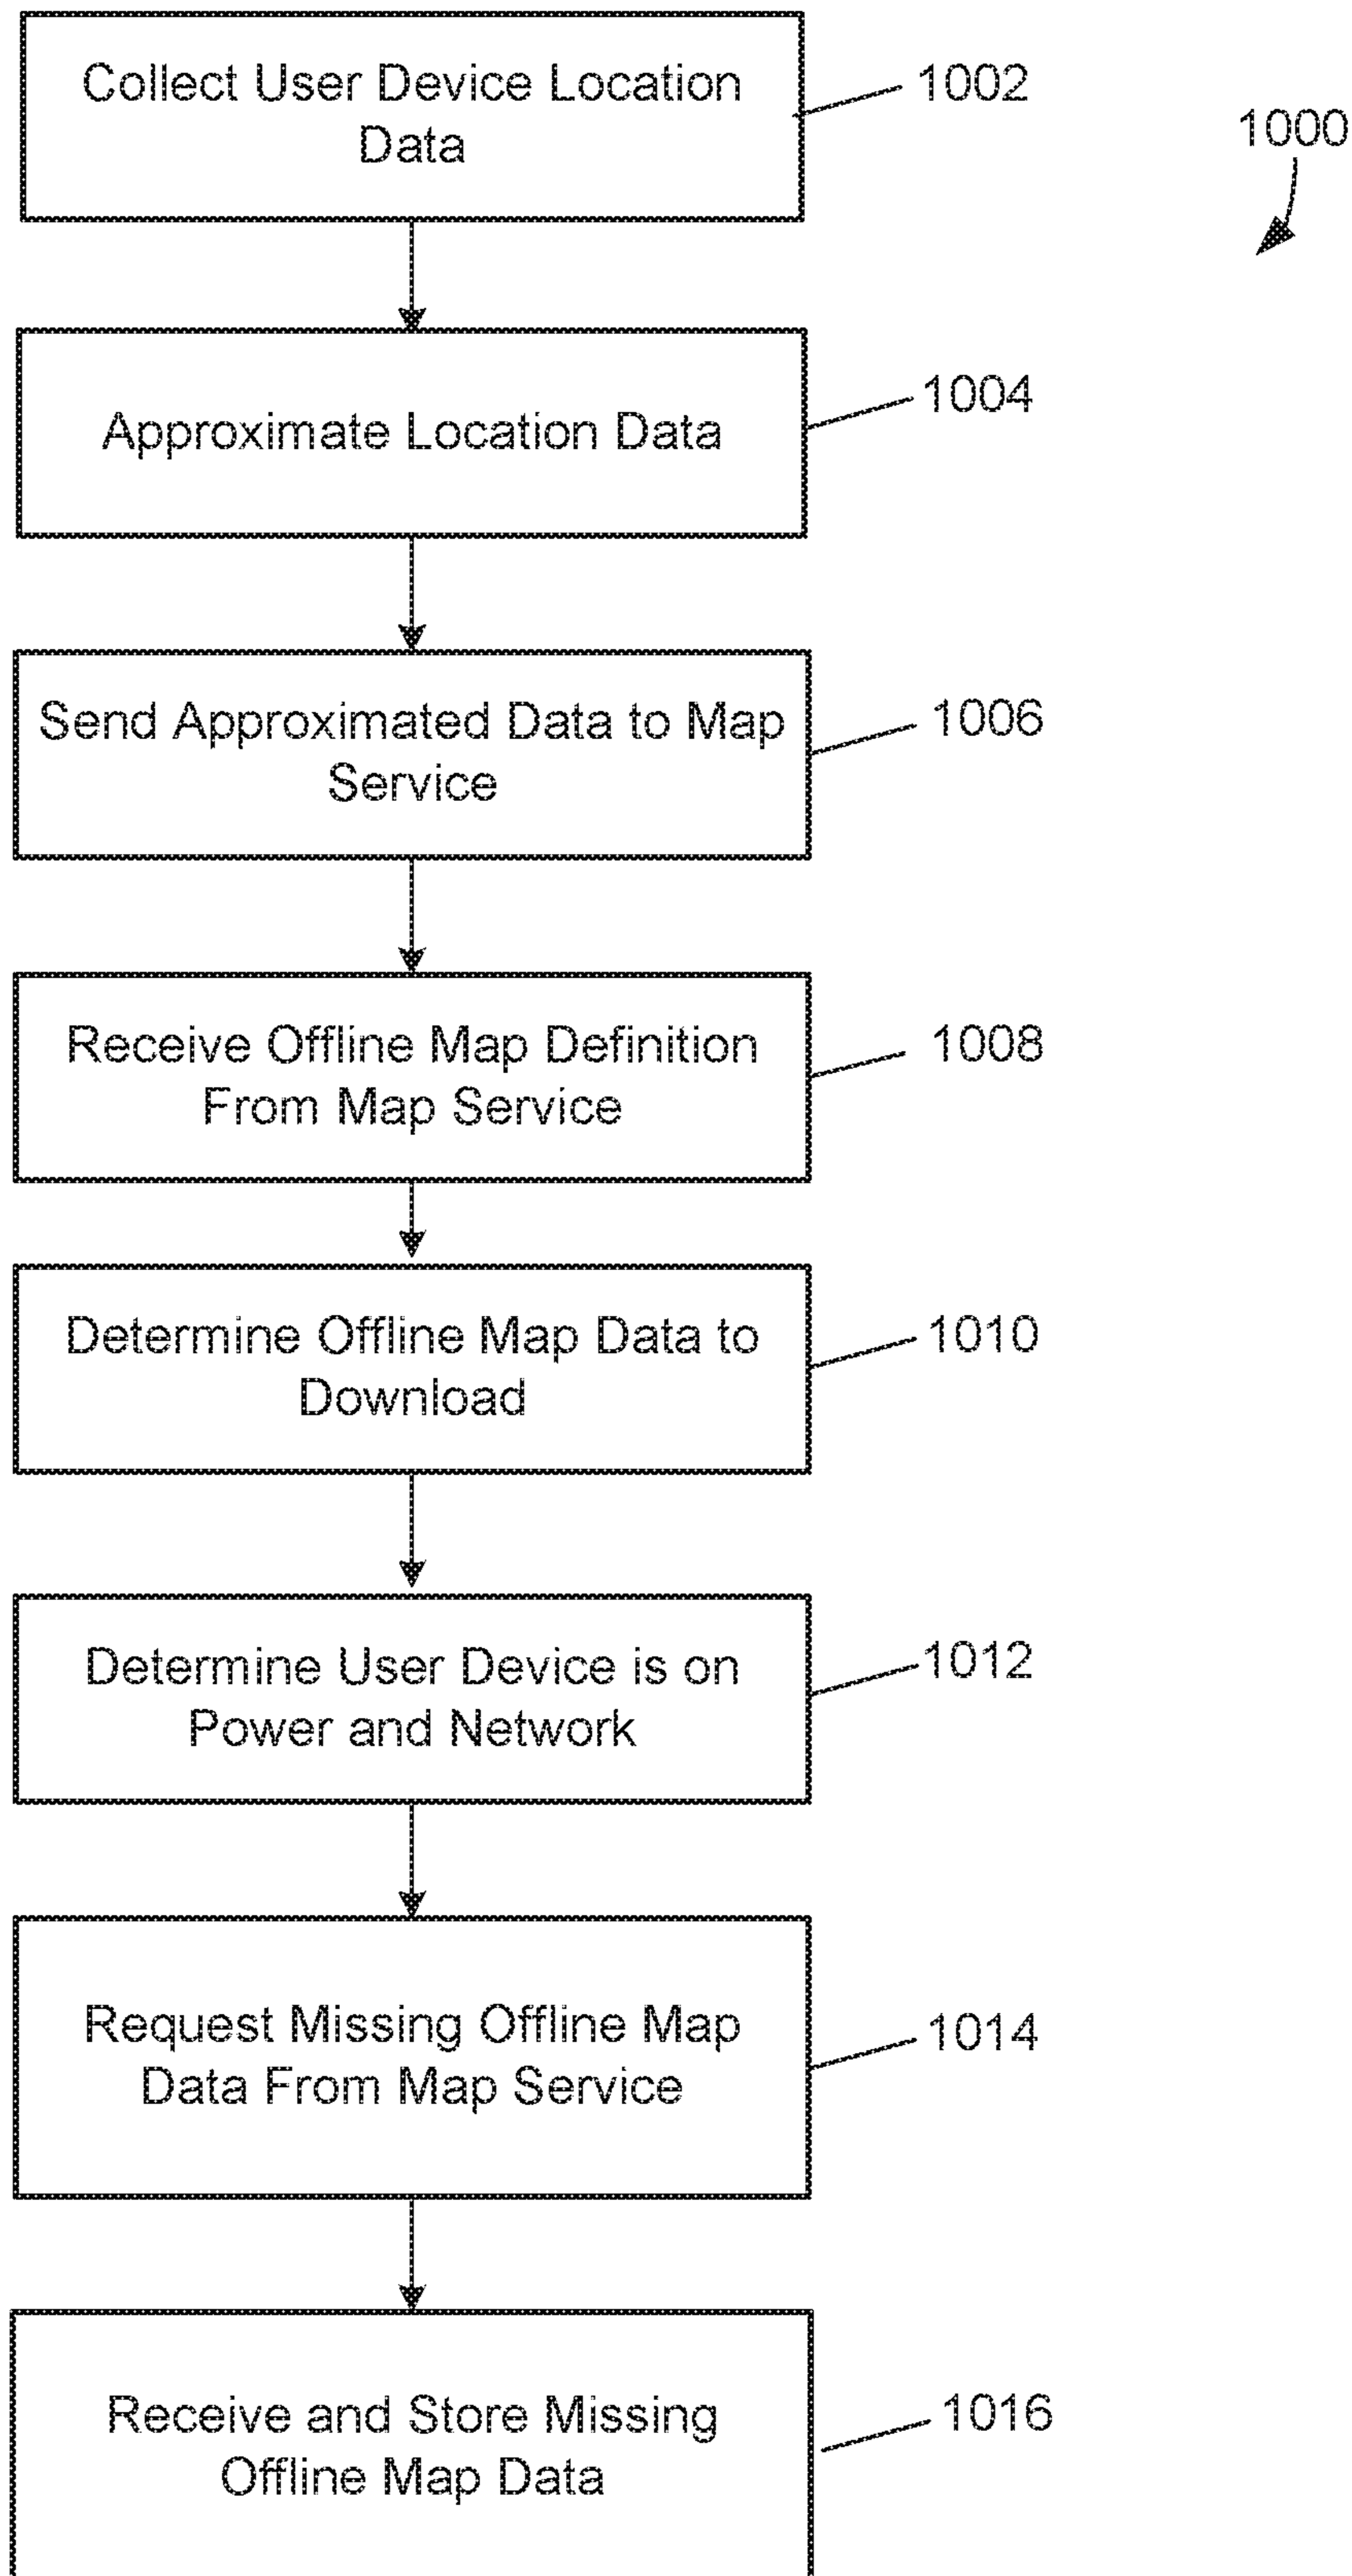 Collect User Device Location
Data
1002
1000
Approximate Location Data
1004
Send Approximated Data to Map
Service
1006
Receive Offline Map Definition
From Map Service
1008
Determine Offline Map Data to
Download
1010
Determine User Device is on
Power and Network
1012
Request Missing Offline Map
Data From Map Service
1014
Receive and Store Missing
Offline Map Data
1016